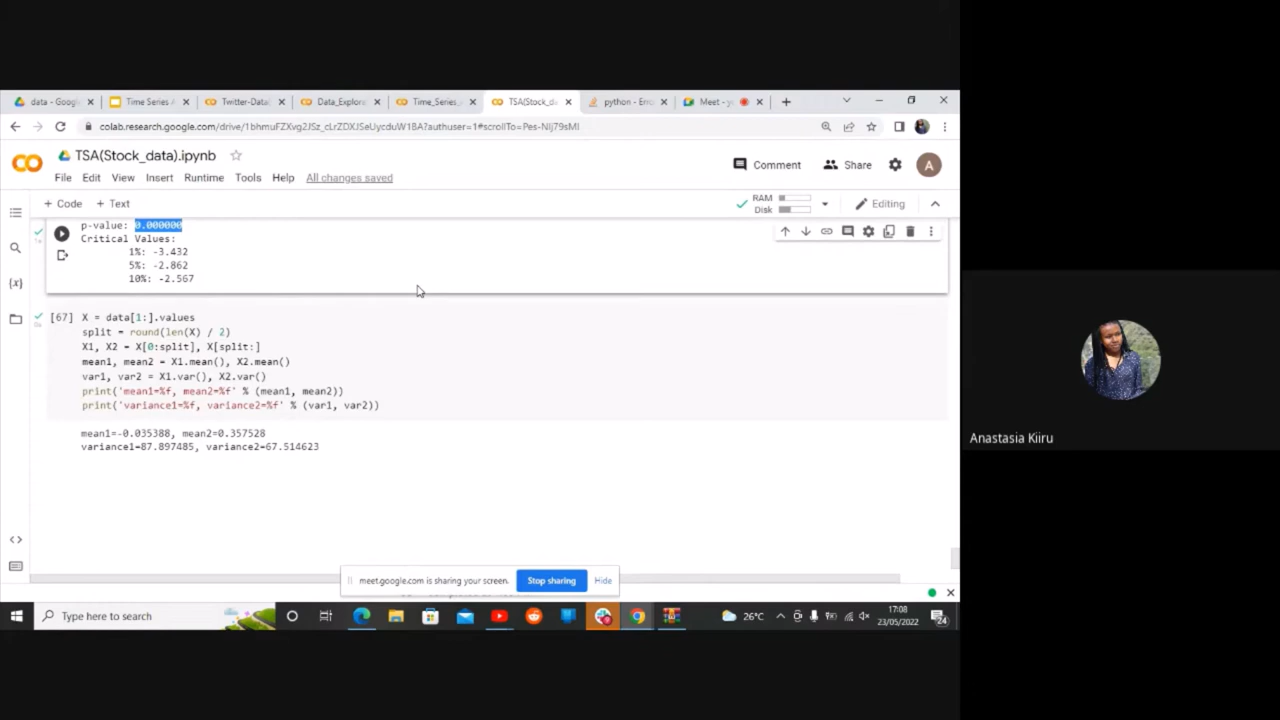 data - Googl
Time Series A
Twitter-Data(
Data_Explora
Time_Series_
TSA(Stock_da
python - Erro
Meet - y
colab.research.google.com/drive/1bhmuFZXvg2JSz_cLrZDXJSeUycduW1BA?authuser=1#scrollTo=Pes-NIj79sMI
TSA(Stock_data).ipynb
Comment
Share
A
File Edit View Insert Runtime Tools Help All changes saved
+ Code + Text
RAM
Disk
Editing
p-value: 0.000000
Critical Values:
1%: -3.432
5%: -2.862
10%: -2.567
[67] X = data[1:].values
split = round(len(X) / 2)
X1, X2 = X[0:split], X[split:]
mean1, mean2 = X1.mean(), X2.mean()
var1, var2 = X1.var(), X2.var()
print('mean1=%f, mean2=%f' % (mean1, mean2))
print('variance1=%f, variance2=%f' % (var1, var2))
mean1=-0.035388, mean2=0.357528
variance1=87.897485, variance2=67.514623
Anastasia Kiiru
meet.google.com is sharing your screen.
Stop sharing
Hide
Type here to search
26°C
17:08
23/05/2022
24